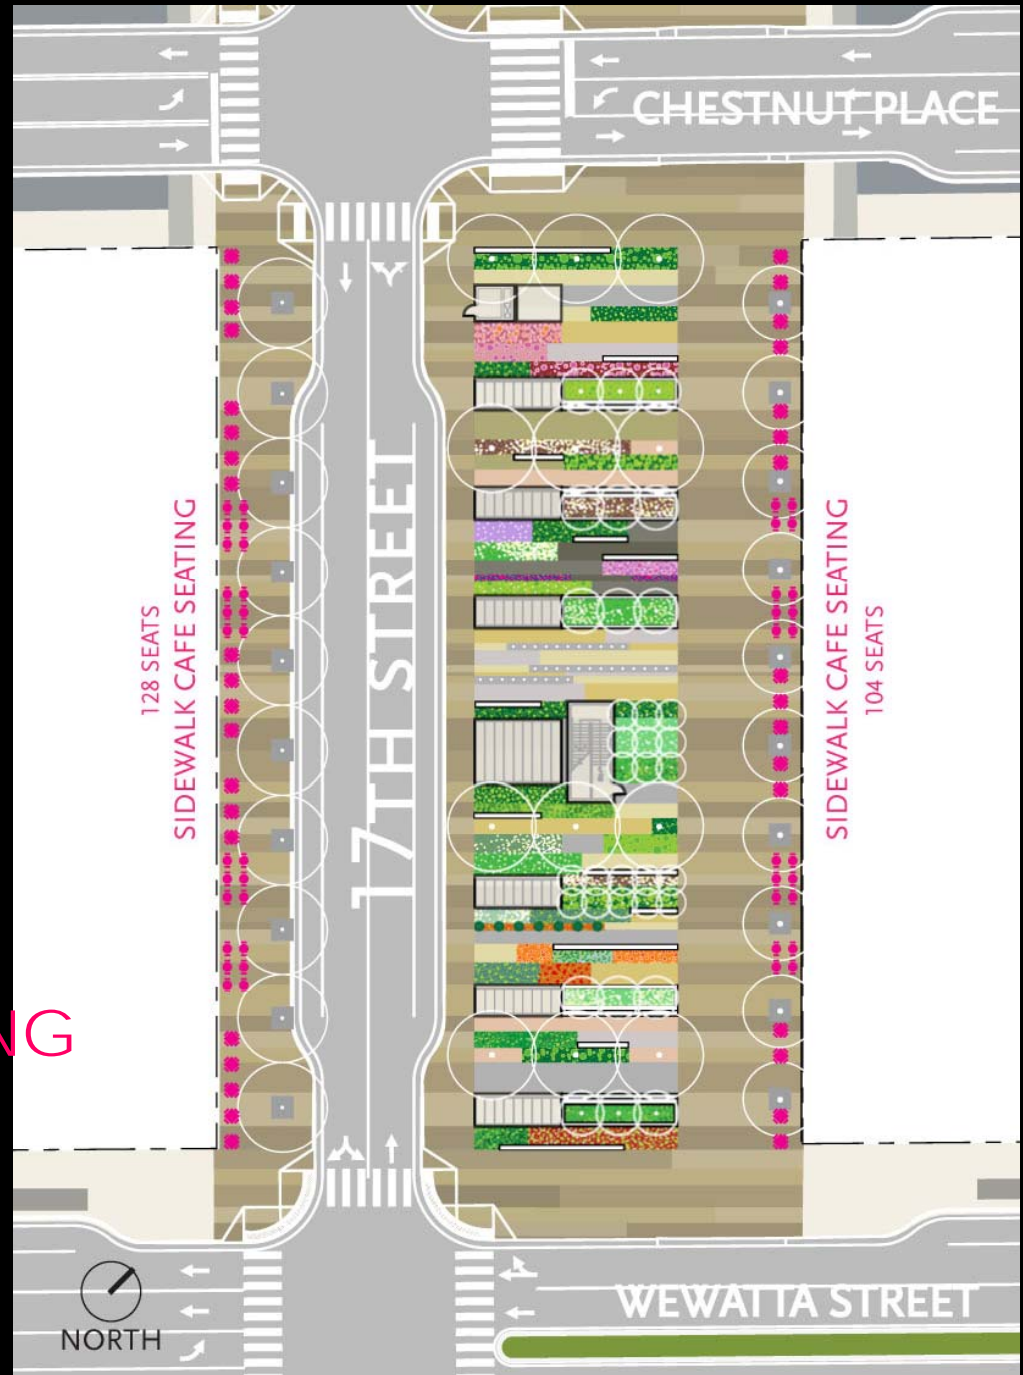 CHESTNUT PLACE
17TH STREET
128 SEATS
SIDEWALK CAFE SEATING
SIDEWALK CAFE SEATING
104 SEATS
NG
WEWATTA STREET
NORTH